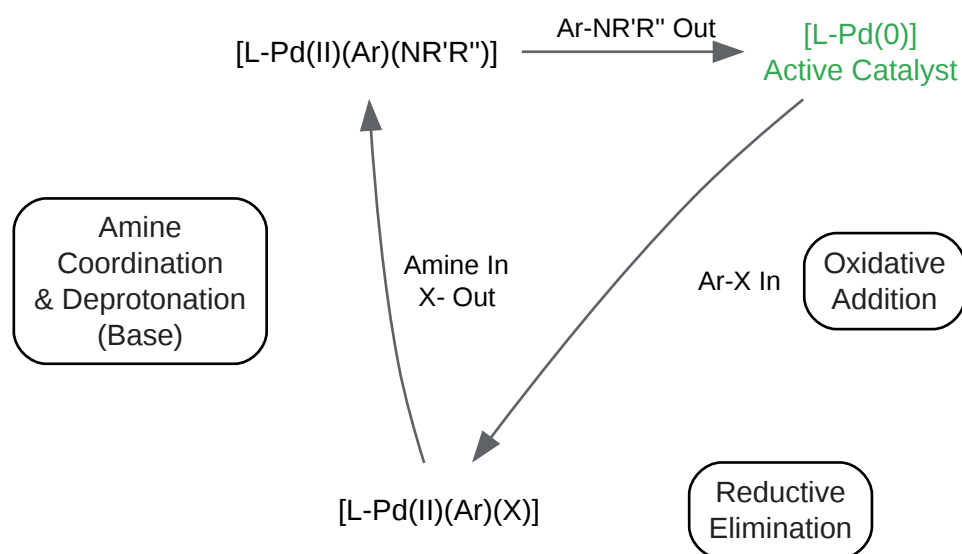 Ar-NR'R" Out
[L-Pd(II)(Ar)(NR'R")]
[L-Pd(0)]
Active Catalyst
Amine
Coordination
& Deprotonation
(Base)
Amine In
X- Out
Ar-X In
Oxidative
Addition
[L-Pd(II)(Ar)(X)]
Reductive
Elimination